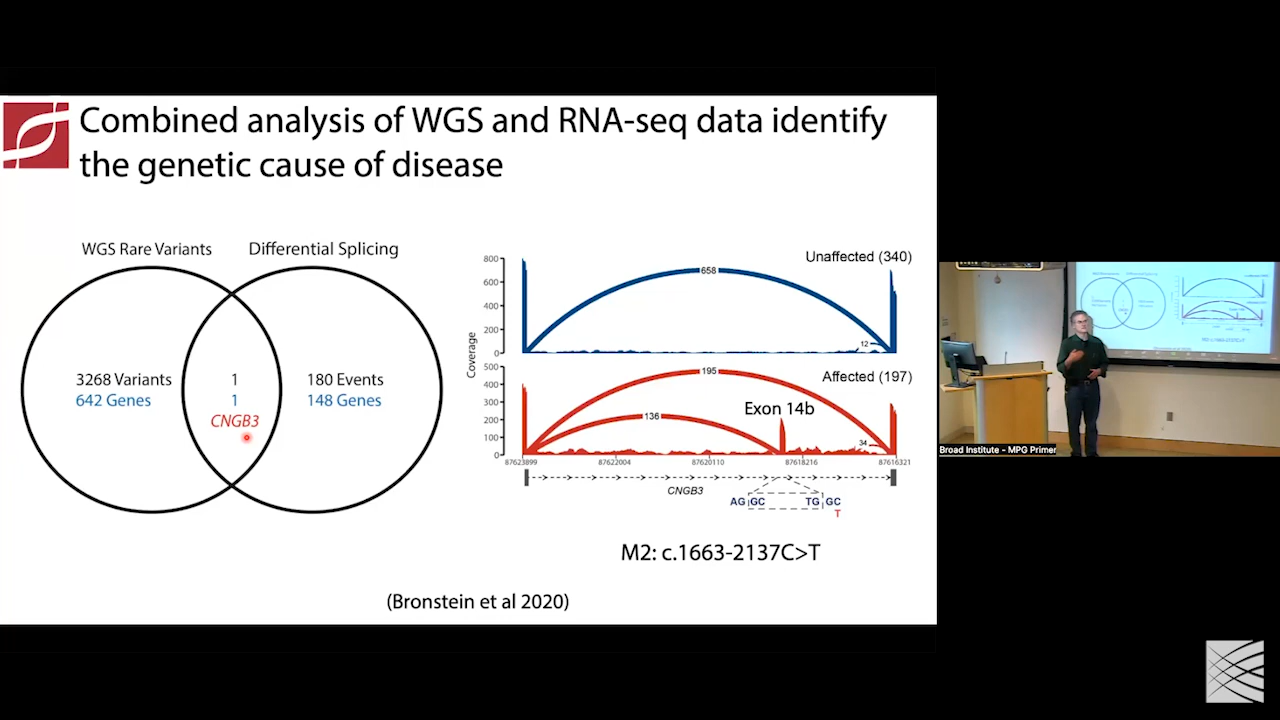 Combined analysis of WGS and RNA-seq data identify
the genetic cause of disease
WGS Rare Variants
Differential Splicing
3268 Variants
642 Genes
1
1
CNGB3
180 Events
148 Genes
Coverage
800
600
400
200
0
658
12
Unaffected (340)
500
400
300
200
100
0
195
136
34
Affected (197)
Exon 14b
87623899
87622004
87620110
87618216
87616321
CNGB3
AG GC TG GC
T
M2: c.1663-2137C>T
(Bronstein et al 2020)
Broad Institute - MPG Primer